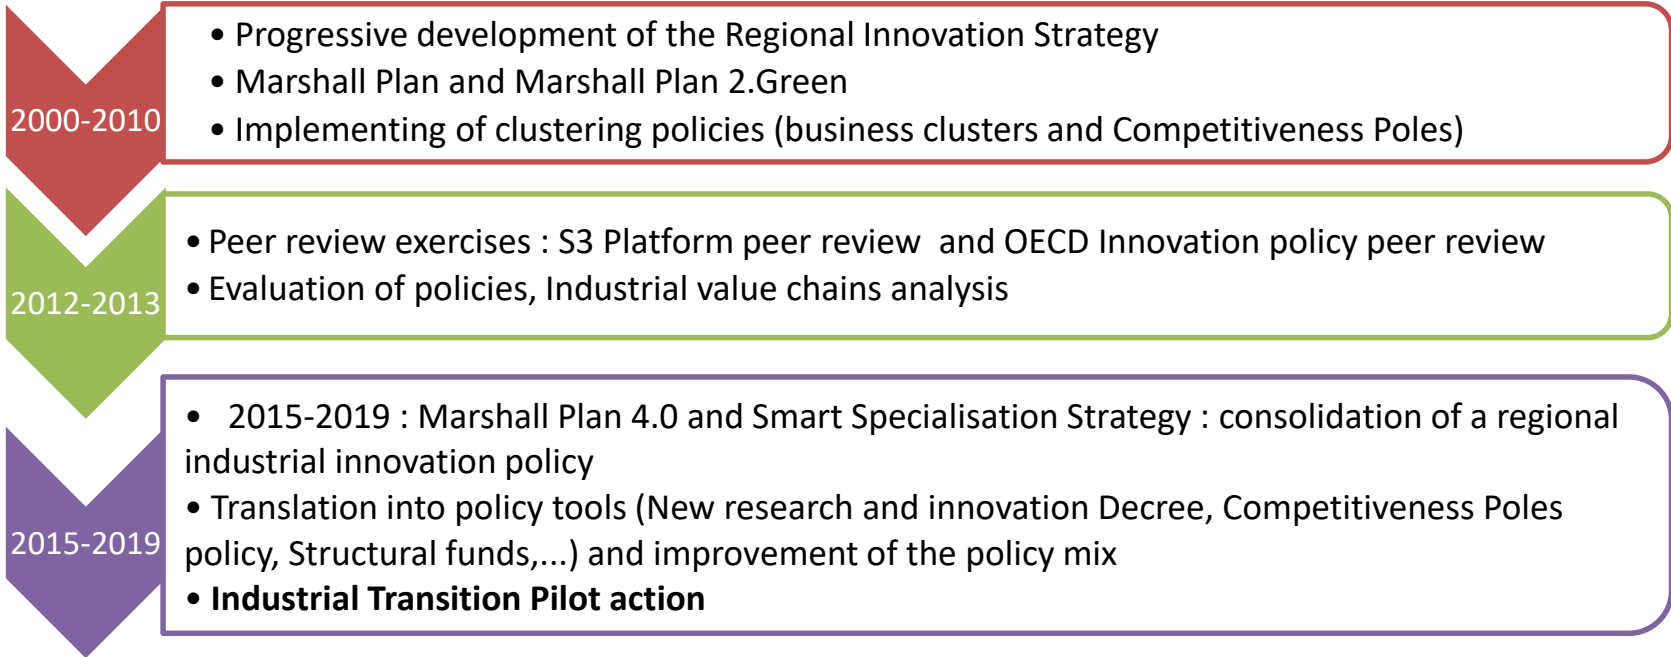 2000-2010
• Progressive development of the Regional Innovation Strategy
• Marshall Plan and Marshall Plan 2.Green
• Implementing of clustering policies (business clusters and Competitiveness Poles)
2012-2013
• Peer review exercises : S3 Platform peer review and OECD Innovation policy peer review
• Evaluation of policies, Industrial value chains analysis
2015-2019
• 2015-2019 : Marshall Plan 4.0 and Smart Specialisation Strategy : consolidation of a regional
industrial innovation policy
• Translation into policy tools (New research and innovation Decree, Competitiveness Poles
policy, Structural funds,...) and improvement of the policy mix
• Industrial Transition Pilot action